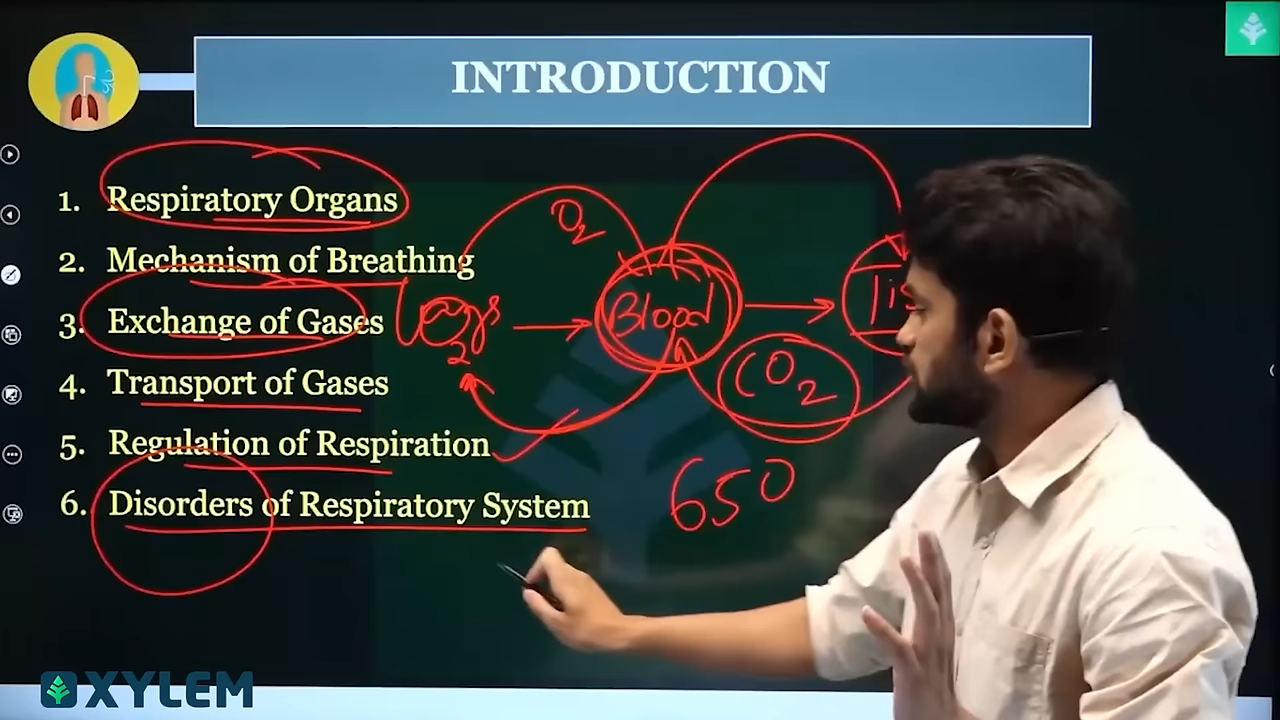 INTRODUCTION
1. Respiratory Organs
2. Mechanism of Breathing
3. Exchange of Gases
4. Transport of Gases
5. Regulation of Respiration
6. Disorders of Respiratory System
O2
Blood
CO2
650
XYLEM